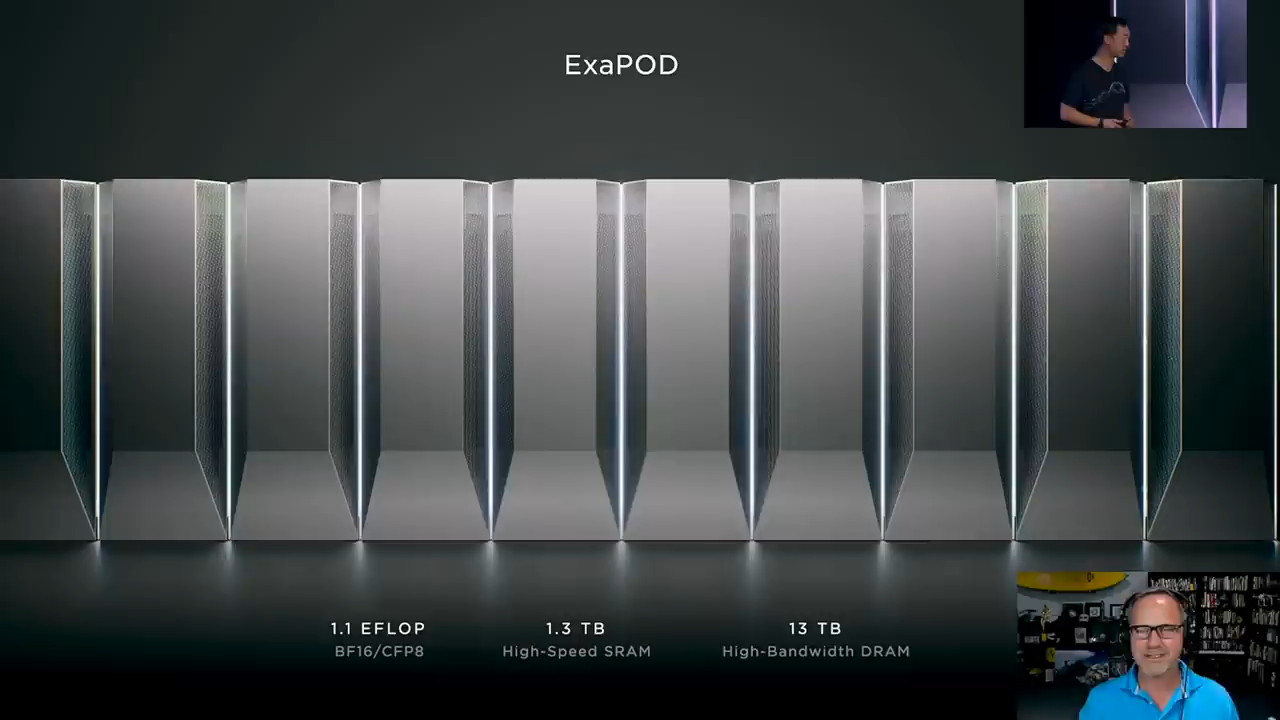 ExaPOD
1.1 EFLOP
BF16/CFP8
1.3 TB
High-Speed SRAM
13 TB
High-Bandwidth DRAM